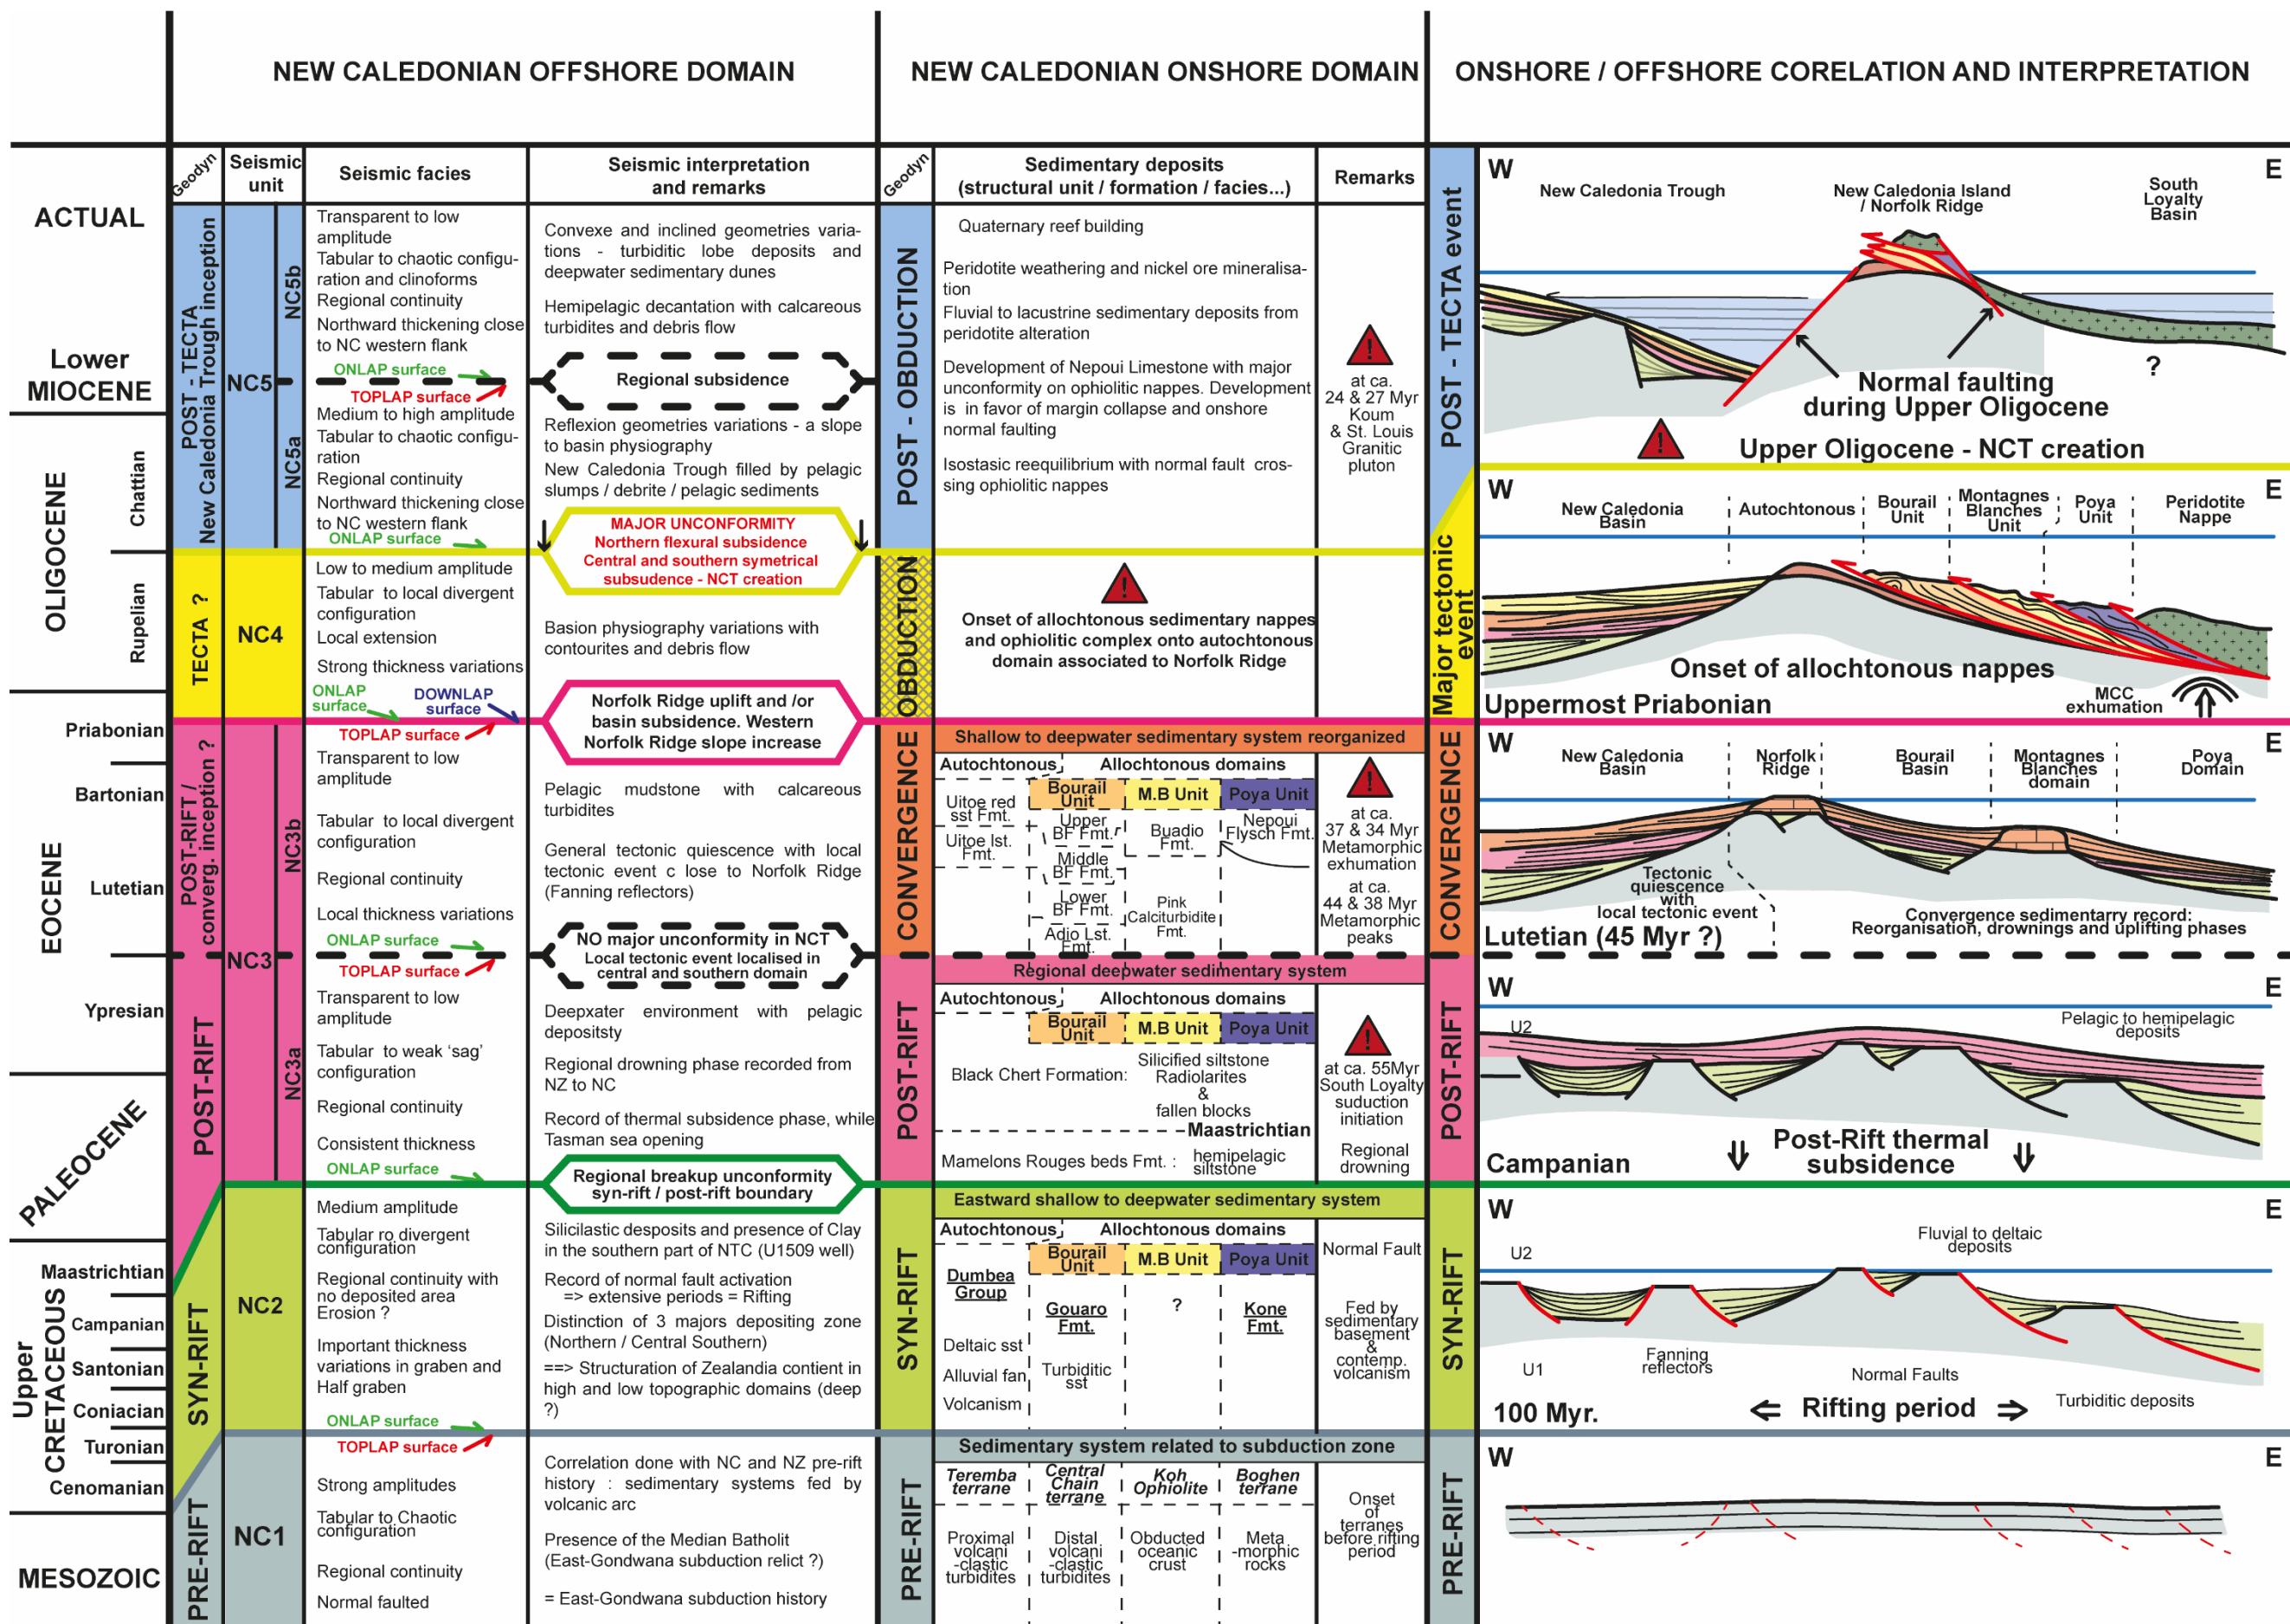 NEW CALEDONIAN OFFSHORE DOMAIN
NEW CALEDONIAN ONSHORE DOMAIN
ONSHORE / OFFSHORE CORELATION AND INTERPRETATION
Geodyn
Seismic
unit
Seismic facies
Seismic interpretation
and remarks
Geodyn
Sedimentary deposits
(structural unit / formation / facies...)
Remarks
ACTUAL
Lower
MIOCENE
OLIGOCENE
Chattian
Rupelian
EOCENE
Priabonian
Bartonian
Lutetian
Ypresian
PALEOCENE
Upper
CRETACEOUS
Maastrichtian
Campanian
Santonian
Coniacian
Turonian
Cenomanian
MESOZOIC
POST - TECTA
New Caledonia Trough inception
TECTA ?
POST-RIFT /
converg. inception ?
POST-RIFT
SYN-RIFT
PRE-RIFT
NC5
NC5b
NC5a
NC4
NC3
NC3b
NC3a
NC2
NC1
Transparent to low
amplitude
Tabular to chaotic configu-
ration and clinoforms
Regional continuity
Northward thickening close
to NC western flank
ONLAP surface
TOPLAP surface
Medium to high amplitude
Tabular to chaotic configu-
ration
Regional continuity
Northward thickening close
to NC western flank
ONLAP surface
Low to medium amplitude
Tabular to local divergent
configuration
Local extension
Strong thickness variations
ONLAP
surface
DOWNLAP
surface
TOPLAP surface
Transparent to low
amplitude
Tabular to local divergent
configuration
Regional continuity
Local thickness variations
ONLAP surface
TOPLAP surface
Transparent to low
amplitude
Tabular to weak ‘sag’
configuration
Regional continuity
Consistent thickness
ONLAP surface
Medium amplitude
Tabular ro divergent
configuration
Regional continuity with
no deposited area
Erosion ?
Important thickness
variations in graben and
Half graben
ONLAP surface
TOPLAP surface
Strong amplitudes
Tabular to Chaotic
configuration
Regional continuity
Normal faulted
Convexe and inclined geometries varia-
tions - turbiditic lobe deposits and
deepwater sedimentary dunes
Hemipelagic decantation with calcareous
turbidites and debris flow
Regional subsidence
Reflexion geometries variations - a slope
to basin physiography
New Caledonia Trough filled by pelagic
slumps / debrite / pelagic sediments
MAJOR UNCONFORMITY
Northern flexural subsidence
Central and southern symetrical
subsudence - NCT creation
Basion physiography variations with
contourites and debris flow
Norfolk Ridge uplift and /or
basin subsidence. Western
Norfolk Ridge slope increase
Pelagic mudstone with calcareous
turbidites
General tectonic quiescence with local
tectonic event c lose to Norfolk Ridge
(Fanning reflectors)
NO major unconformity in NCT
Local tectonic event localised in
central and southern domain
Deepxater environment with pelagic
depositsty
Regional drowning phase recorded from
NZ to NC
Record of thermal subsidence phase, while
Tasman sea opening
Regional breakup unconformity
syn-rift / post-rift boundary
Silicilastic desposits and presence of Clay
in the southern part of NTC (U1509 well)
Record of normal fault activation
=> extensive periods = Rifting
Distinction of 3 majors depositing zone
(Northern / Central Southern)
==> Structuration of Zealandia contient in
high and low topographic domains (deep
?)
Correlation done with NC and NZ pre-rift
history : sedimentary systems fed by
volcanic arc
Presence of the Median Batholit
(East-Gondwana subduction relict ?)
= East-Gondwana subduction history
POST - OBDUCTION
OBDUCTION
CONVERGENCE
POST-RIFT
SYN-RIFT
PRE-RIFT
Quaternary reef building
Peridotite weathering and nickel ore mineralisa-
tion
Fluvial to lacustrine sedimentary deposits from
peridotite alteration
Development of Nepoui Limestone with major
unconformity on ophiolitic nappes. Development
is in favor of margin collapse and onshore
normal faulting
Isostasic reequilibrium with normal fault cros-
sing ophiolitic nappes
!
at ca.
24 & 27 Myr
Koum
& St. Louis
Granitic
pluton
!
Onset of allochtonous sedimentary nappes
and ophiolitic complex onto autochtonous
domain associated to Norfolk Ridge
Shallow to deepwater sedimentary system reorganized
Autochtonous
Allochtonous domains
Bourail
Unit
M.B Unit
Poya Unit
Uitoe red
sst Fmt.
Uitoe lst.
Fmt.
Upper
BF Fmt.
Middle
BF Fmt.
Lower
BF Fmt.
Adio Lst.
Fmt.
Buadio
Fmt.
Pink
Calciturbidite
Fmt.
Nepoui
Flysch Fmt.
!
at ca.
37 & 34 Myr
Metamorphic
exhumation
at ca.
44 & 38 Myr
Metamorphic
peaks
Regional deepwater sedimentary system
Autochtonous
Allochtonous domains
Bourail
Unit
M.B Unit
Poya Unit
Black Chert Formation:
Silicified siltstone
Radiolarites
&
fallen blocks
Maastrichtian
Mamelons Rouges beds Fmt. :
hemipelagic
siltstone
!
at ca. 55Myr
South Loyalty
suduction
initiation
Regional
drowning
Eastward shallow to deepwater sedimentary system
Autochtonous
Allochtonous domains
Bourail
Unit
M.B Unit
Poya Unit
Dumbea
Group
Deltaic sst
Alluvial fan
Volcanism
Gouaro
Fmt.
Turbiditic
sst
?
Kone
Fmt.
Normal Fault
Fed by
sedimentary
basement
&
contemp.
volcanism
Sedimentary system related to subduction zone
Teremba
terrane
Central
Chain
terrane
Koh
Ophiolite
Boghen
terrane
Proximal
volcani
-clastic
turbidites
Distal
volcani
-clastic
turbidites
Obducted
oceanic
crust
Meta
-morphic
rocks
Onset
of
terranes
before rifting
period
POST - TECTA event
Major tectonic
event
CONVERGENCE
POST-RIFT
SYN-RIFT
PRE-RIFT
W
E
New Caledonia Trough
New Caledonia Island
/ Norfolk Ridge
South
Loyalty
Basin
?
Normal faulting
during Upper Oligocene
!
Upper Oligocene - NCT creation
W
E
New Caledonia
Basin
Autochtonous
Bourail
Unit
Montagnes
Blanches
Unit
Poya
Unit
Peridotite
Nappe
Onset of allochtonous nappes
MCC
exhumation
Uppermost Priabonian
W
E
New Caledonia
Basin
Norfolk
Ridge
Bourail
Basin
Montagnes
Blanches
domain
Poya
Domain
Tectonic
quiescence
with
local tectonic event
Convergence sedimentarry record:
Reorganisation, drownings and uplifting phases
Lutetian (45 Myr ?)
W
E
U2
Pelagic to hemipelagic
deposits
Post-Rift thermal
subsidence
Campanian
W
E
U2
Fluvial to deltaic
deposits
U1
Fanning
reflectors
Normal Faults
Turbiditic deposits
100 Myr.
Rifting period
W
E